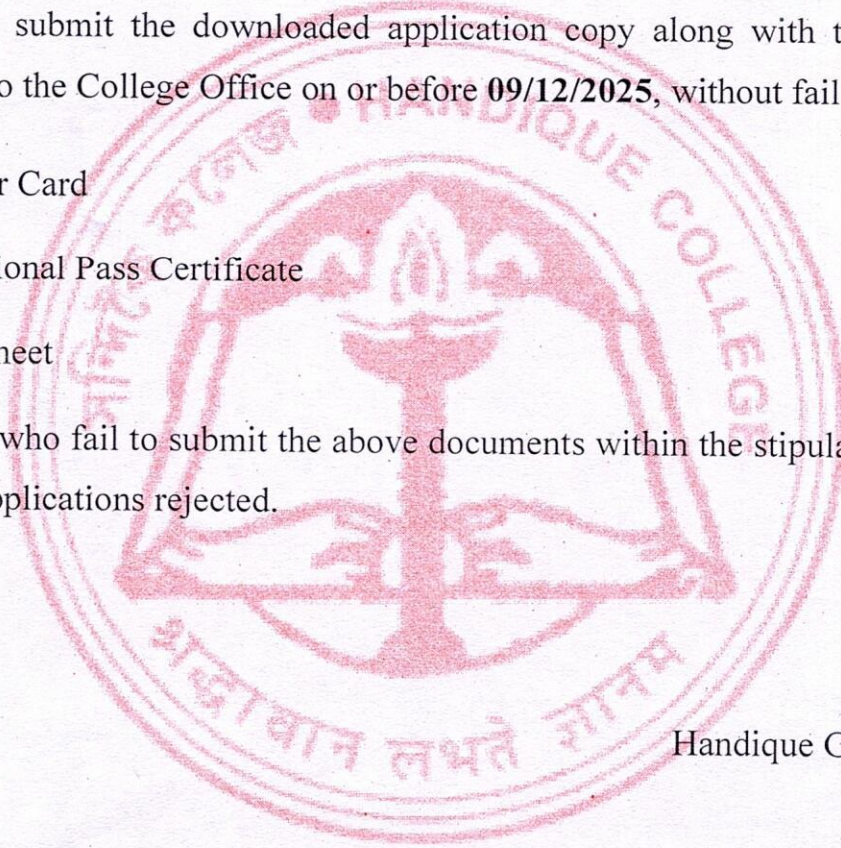 submit the downloaded application copy along with t
o the College Office on or before 09/12/2025, without fail
r Card
ional Pass Certificate
heet
who fail to submit the above documents within the stipula
pplications rejected.
Handique G
সন্দিকৈ কলেজ • HANDIQUE COLLEGE
श्रद्धावान लभते ज्ञानम